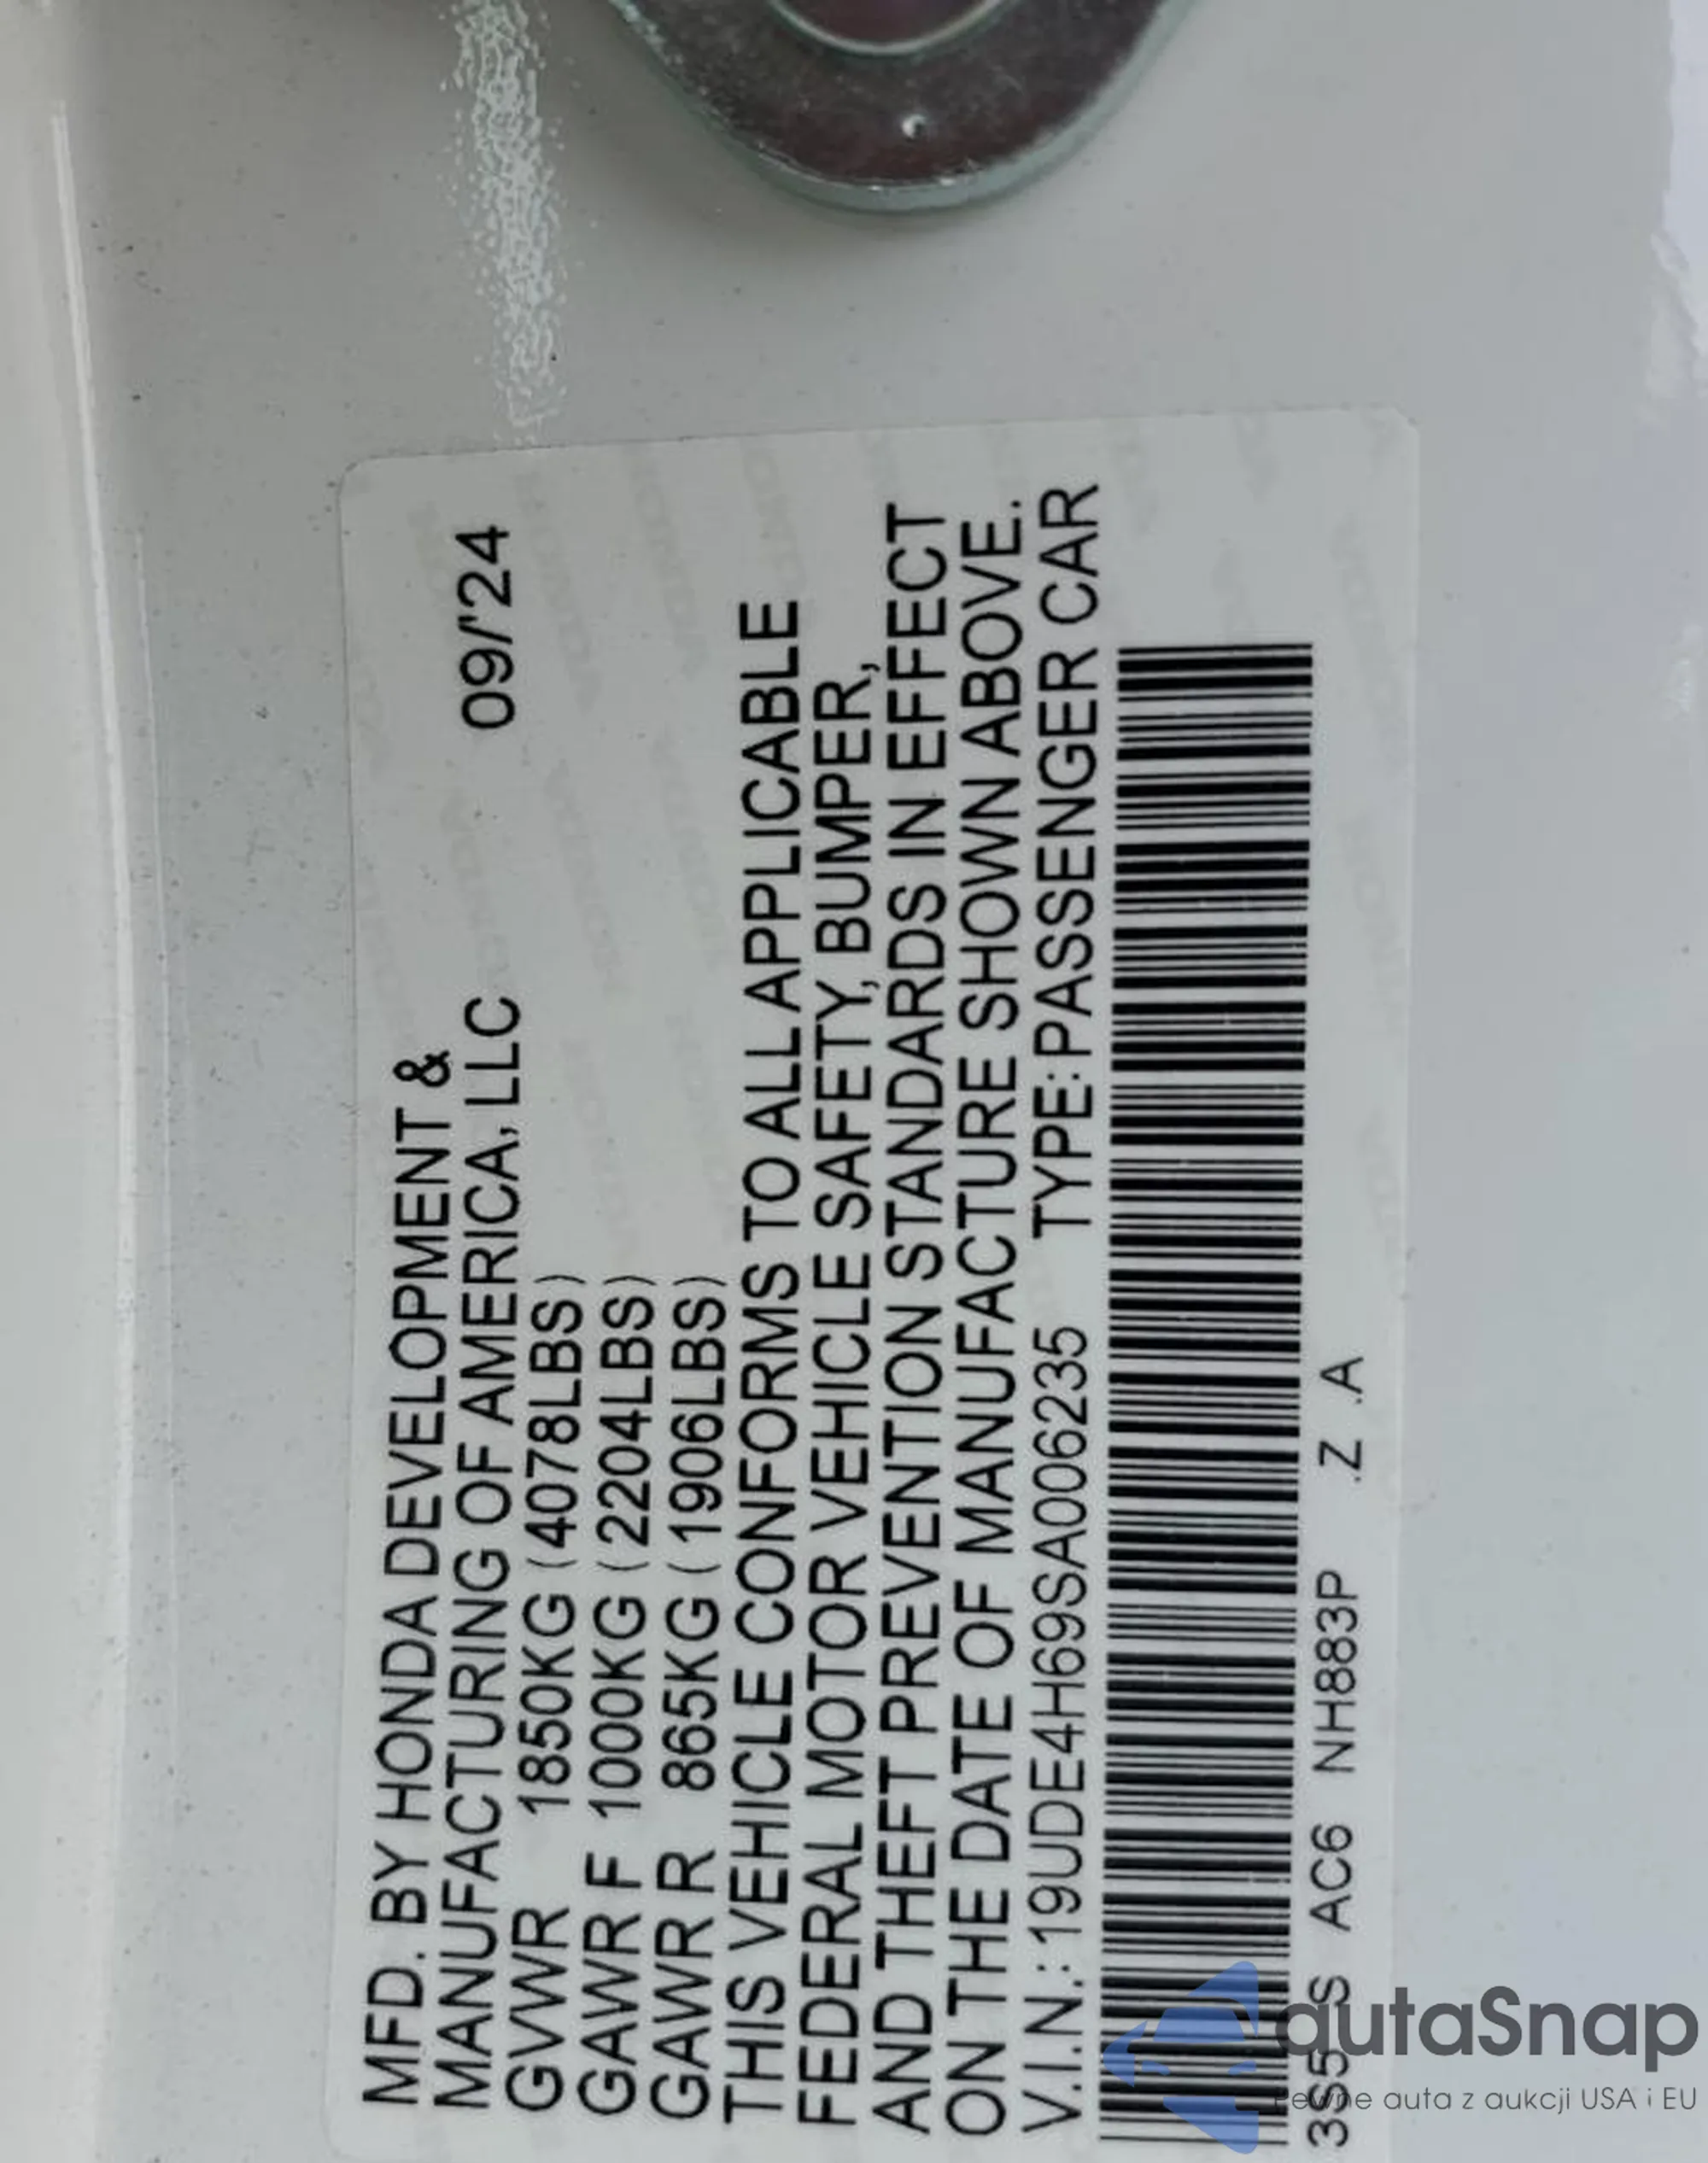 MFD. BY HONDA DEVELOPMENT &
MANUFACTURING OF AMERICA, LLC 09/'24
GVWR 1850KG (4078LBS)
GAWR F 1000KG (2204LBS)
GAWR R 865KG (1906LBS)
THIS VEHICLE CONFORMS TO ALL APPLICABLE
FEDERAL MOTOR VEHICLE SAFETY, BUMPER,
AND THEFT PREVENTION STANDARDS IN EFFECT
ON THE DATE OF MANUFACTURE SHOWN ABOVE.
V.I.N.: 19UDE4H69SA006235 TYPE: PASSENGER CAR
S AC6 NH883P .Z .A
autaSnap
Pewne auta z aukcji USA i EU